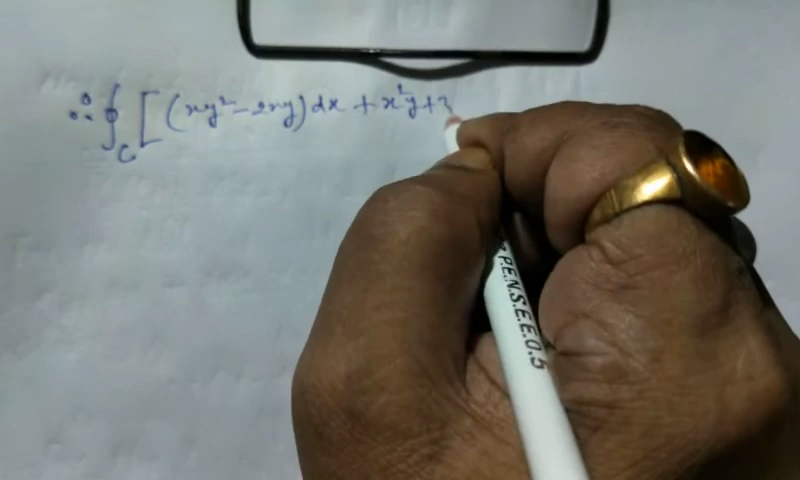 ∴ ∮_C [(xy² - 2xy) dx + x²y + 3
P.E.N.S.E.E.0.5